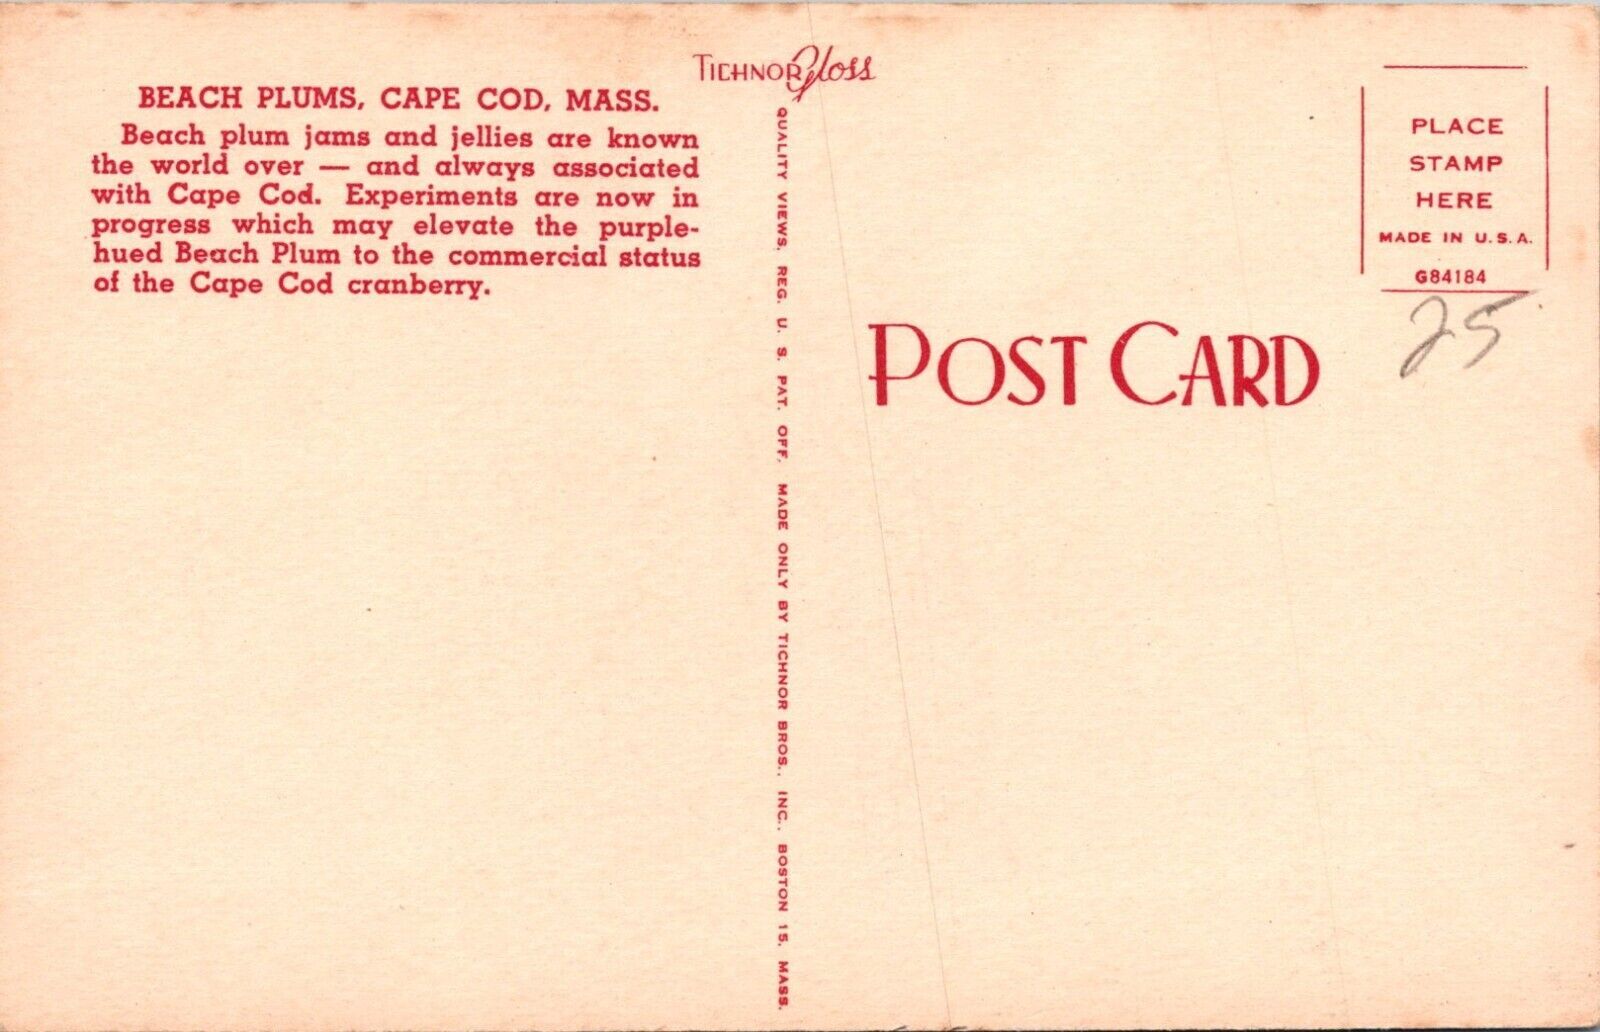 BEACH PLUMS, CAPE COD, MASS.
Beach plum jams and jellies are known
the world over — and always associated
with Cape Cod. Experiments are now in
progress which may elevate the purple-
hued Beach Plum to the commercial status
of the Cape Cod cranberry.
TICHNOR Gloss
QUALITY VIEWS, REG. U. S. PAT. OFF. MADE ONLY BY TICHNOR BROS., INC., BOSTON 15, MASS.
PLACE
STAMP
HERE
MADE IN U.S.A.
G84184
25
POST CARD